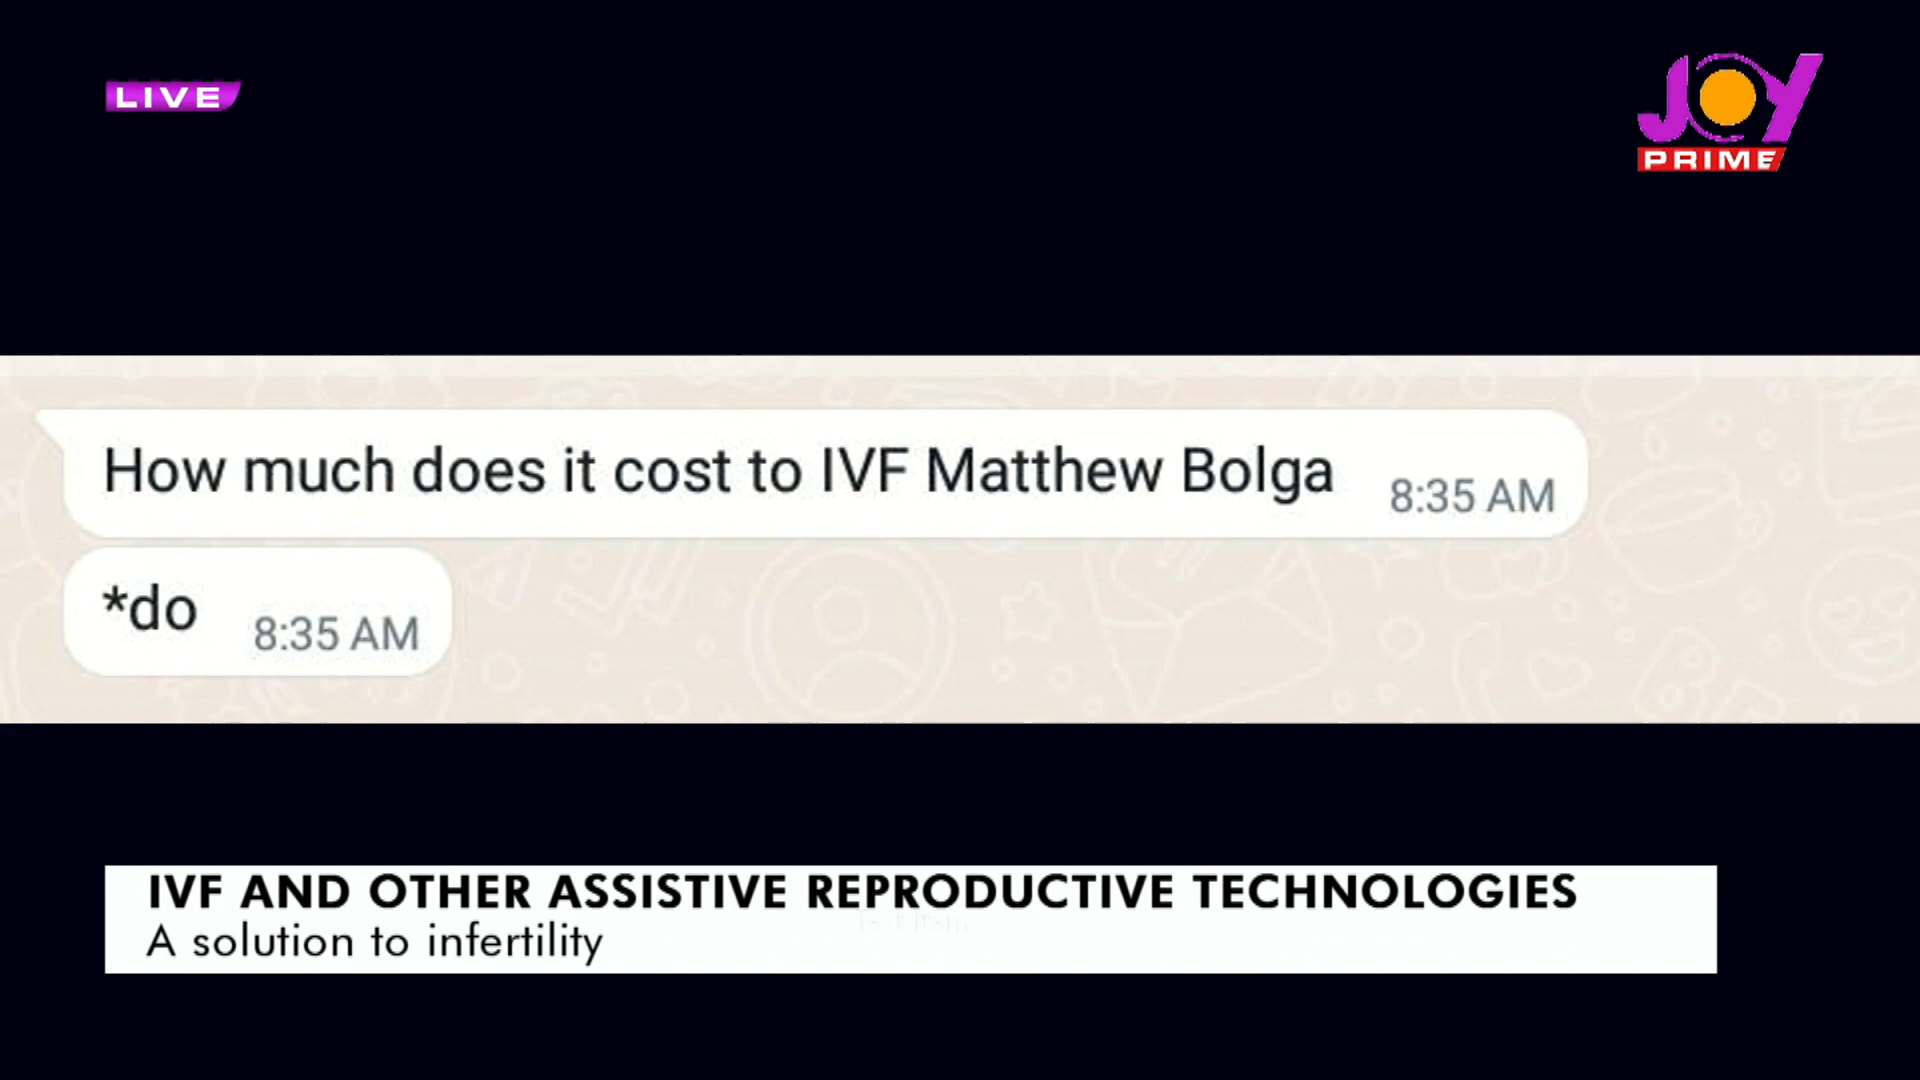 LIVE
JOY
PRIME
How much does it cost to IVF Matthew Bolga 8:35 AM
*do 8:35 AM
IVF AND OTHER ASSISTIVE REPRODUCTIVE TECHNOLOGIES
A solution to infertility